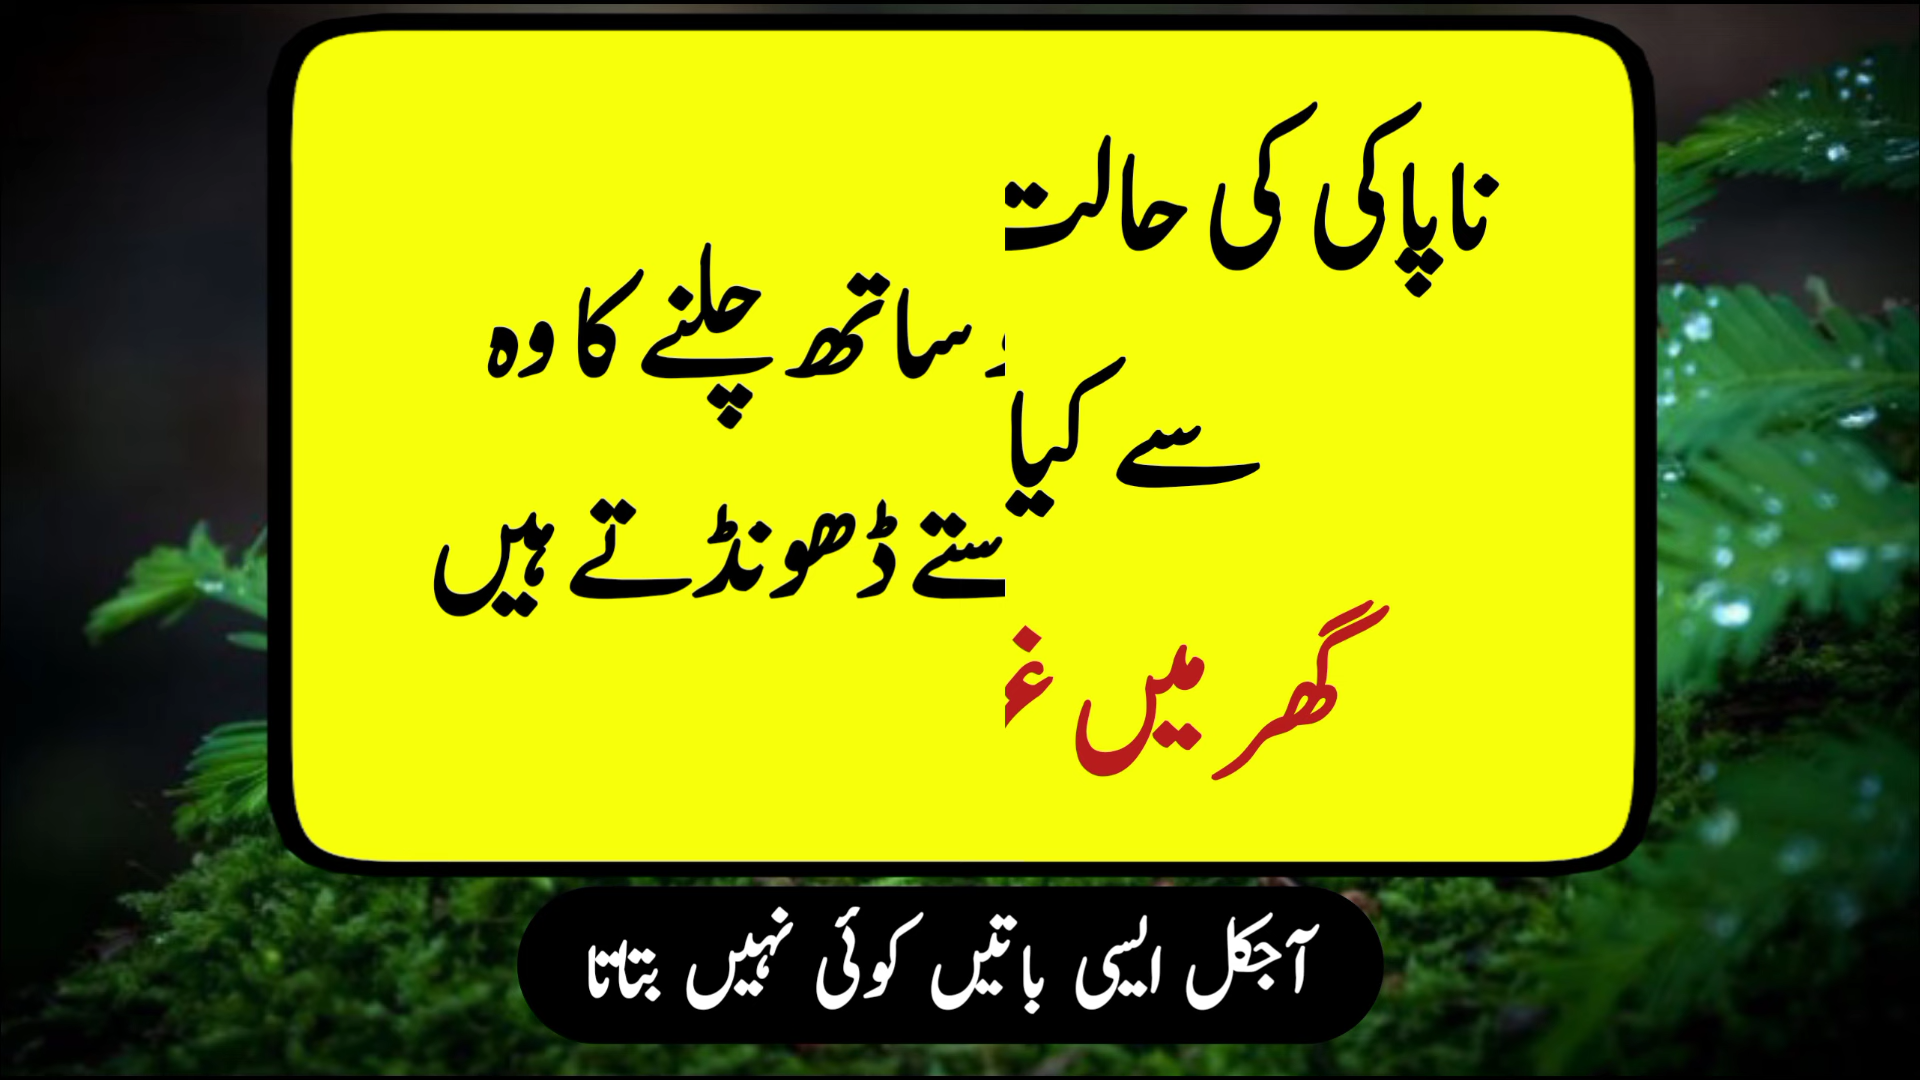 ناپاکی کی حالت
ساتھ چلنے کا وہ
سے کیا
ڈھونڈتے ہیں
گھر میں
آجکل ایسی باتیں کوئی نہیں بتاتا